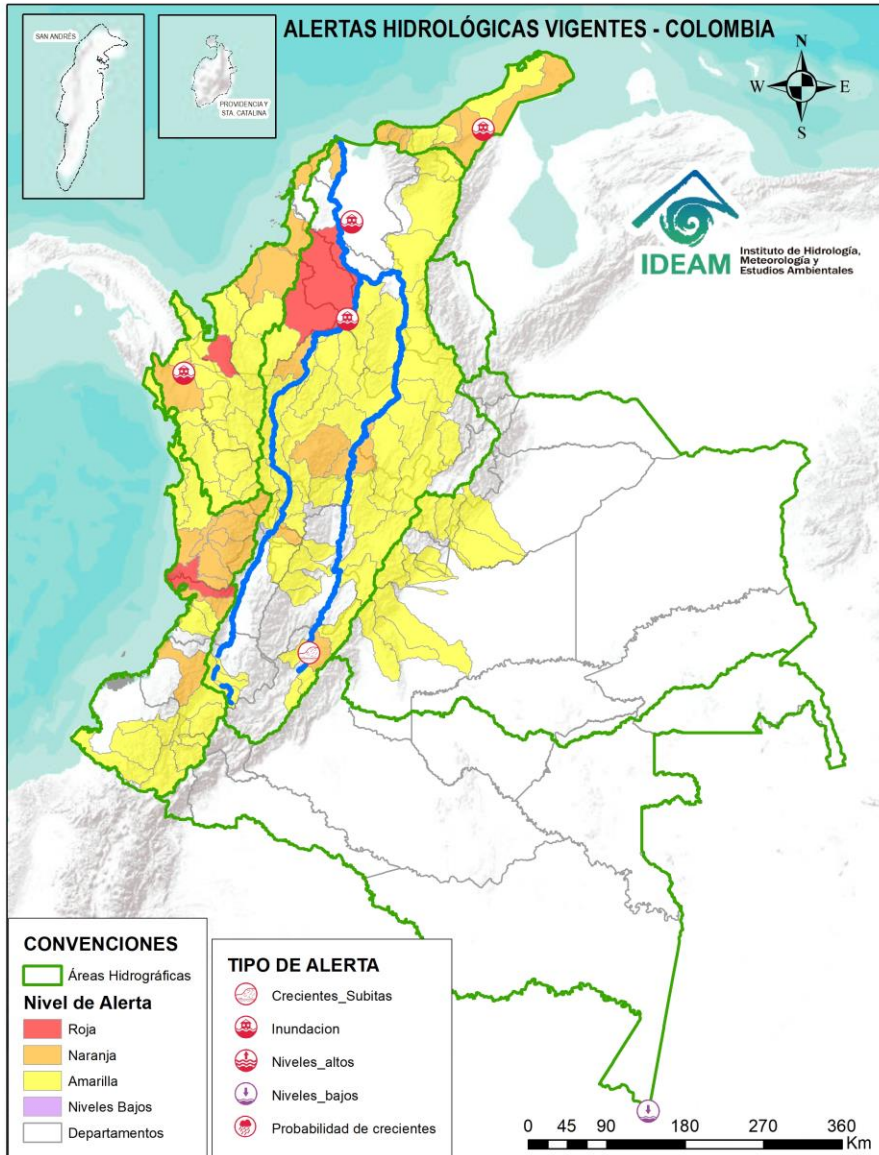 ALERTAS HIDROLÓGICAS VIGENTES - COLOMBIA
SAN ANDRÉS
PROVIDENCIA Y
STA. CATALINA
N
W
E
S
IDEAM
Instituto de Hidrología,
Meteorología y
Estudios Ambientales
CONVENCIONES
Áreas Hidrográficas
Nivel de Alerta
Roja
Naranja
Amarilla
Niveles Bajos
Departamentos
TIPO DE ALERTA
Crecientes_Subitas
Inundacion
Niveles_altos
Niveles_bajos
Probabilidad de crecientes
0 45 90 180 270 360
Km